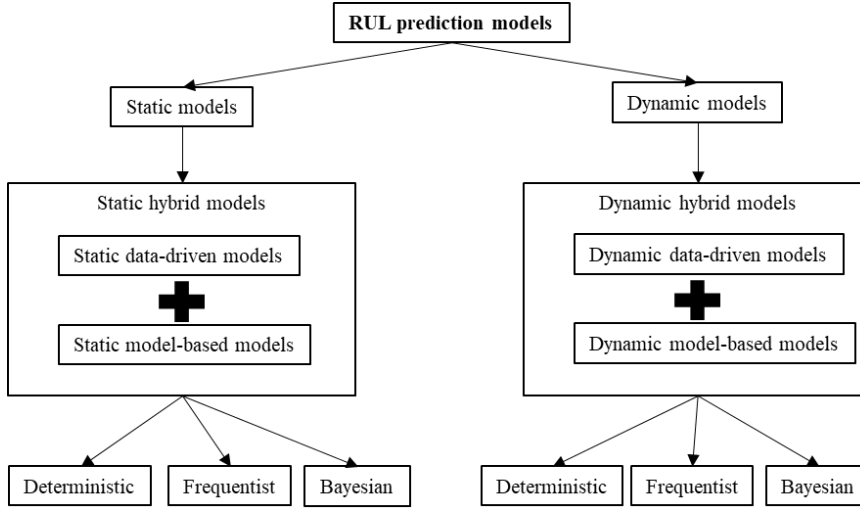 RUL prediction models
Static models
Dynamic models
Static hybrid models
Static data-driven models
Static model-based models
Dynamic hybrid models
Dynamic data-driven models
Dynamic model-based models
Deterministic
Frequentist
Bayesian
Deterministic
Frequentist
Bayesian